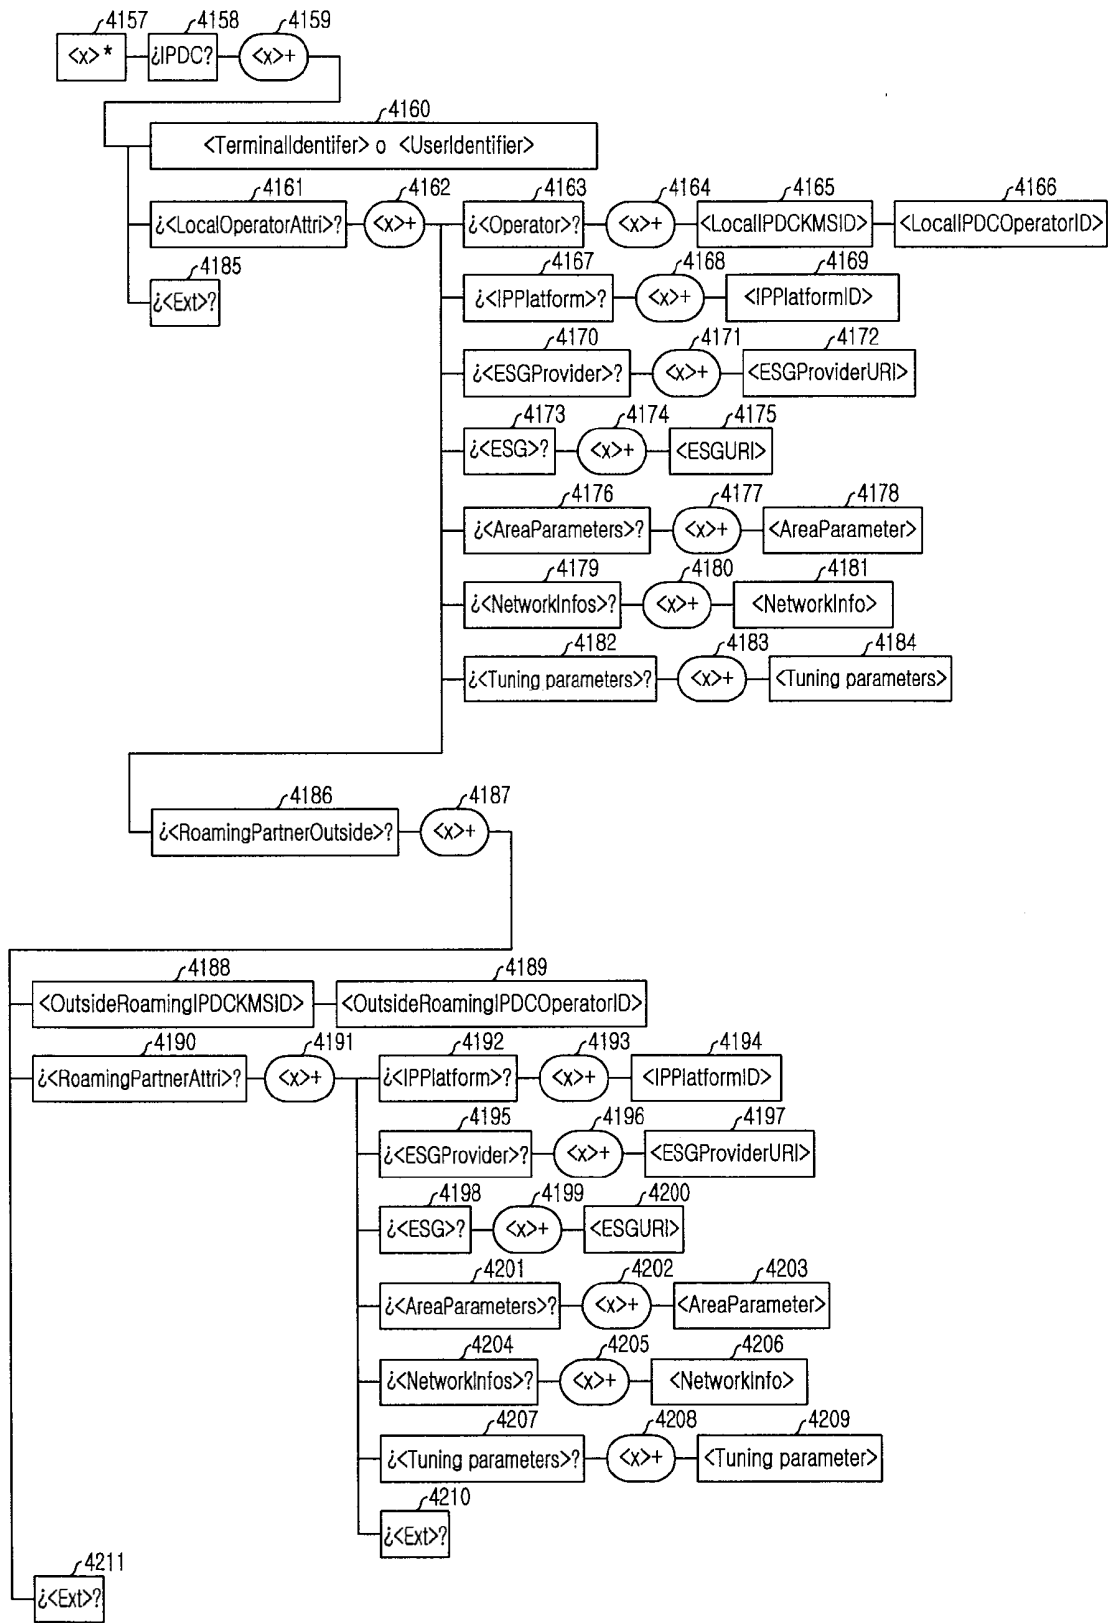 4157 4158 4159
<x>* ¿IPDC? <x>+
4160
<TerminalIdentifer> o <UserIdentifier>
4161 4162 4163 4164 4165 4166
¿<LocalOperatorAttri>? <x>+ ¿<Operator>? <x>+ <LocalIPDCKMSID> <LocalIPDCOperatorID>
4185 4167 4168 4169
¿<Ext>? ¿<IPPlatform>? <x>+ <IPPlatformID>
4170 4171 4172
¿<ESGProvider>? <x>+ <ESGProviderURI>
4173 4174 4175
¿<ESG>? <x>+ <ESGURI>
4176 4177 4178
¿<AreaParameters>? <x>+ <AreaParameter>
4179 4180 4181
¿<NetworkInfos>? <x>+ <NetworkInfo>
4182 4183 4184
¿<Tuning parameters>? <x>+ <Tuning parameters>
4186 4187
¿<RoamingPartnerOutside>? <x>+
4188 4189
<OutsideRoamingIPDCKMSID> <OutsideRoamingIPDCOperatorID>
4190 4191 4192 4193 4194
¿<RoamingPartnerAttri>? <x>+ ¿<IPPlatform>? <x>+ <IPPlatformID>
4195 4196 4197
¿<ESGProvider>? <x>+ <ESGProviderURI>
4198 4199 4200
¿<ESG>? <x>+ <ESGURI>
4201 4202 4203
¿<AreaParameters>? <x>+ <AreaParameter>
4204 4205 4206
¿<NetworkInfos>? <x>+ <NetworkInfo>
4207 4208 4209
¿<Tuning parameters>? <x>+ <Tuning parameter>
4210
¿<Ext>?
4211
¿<Ext>?